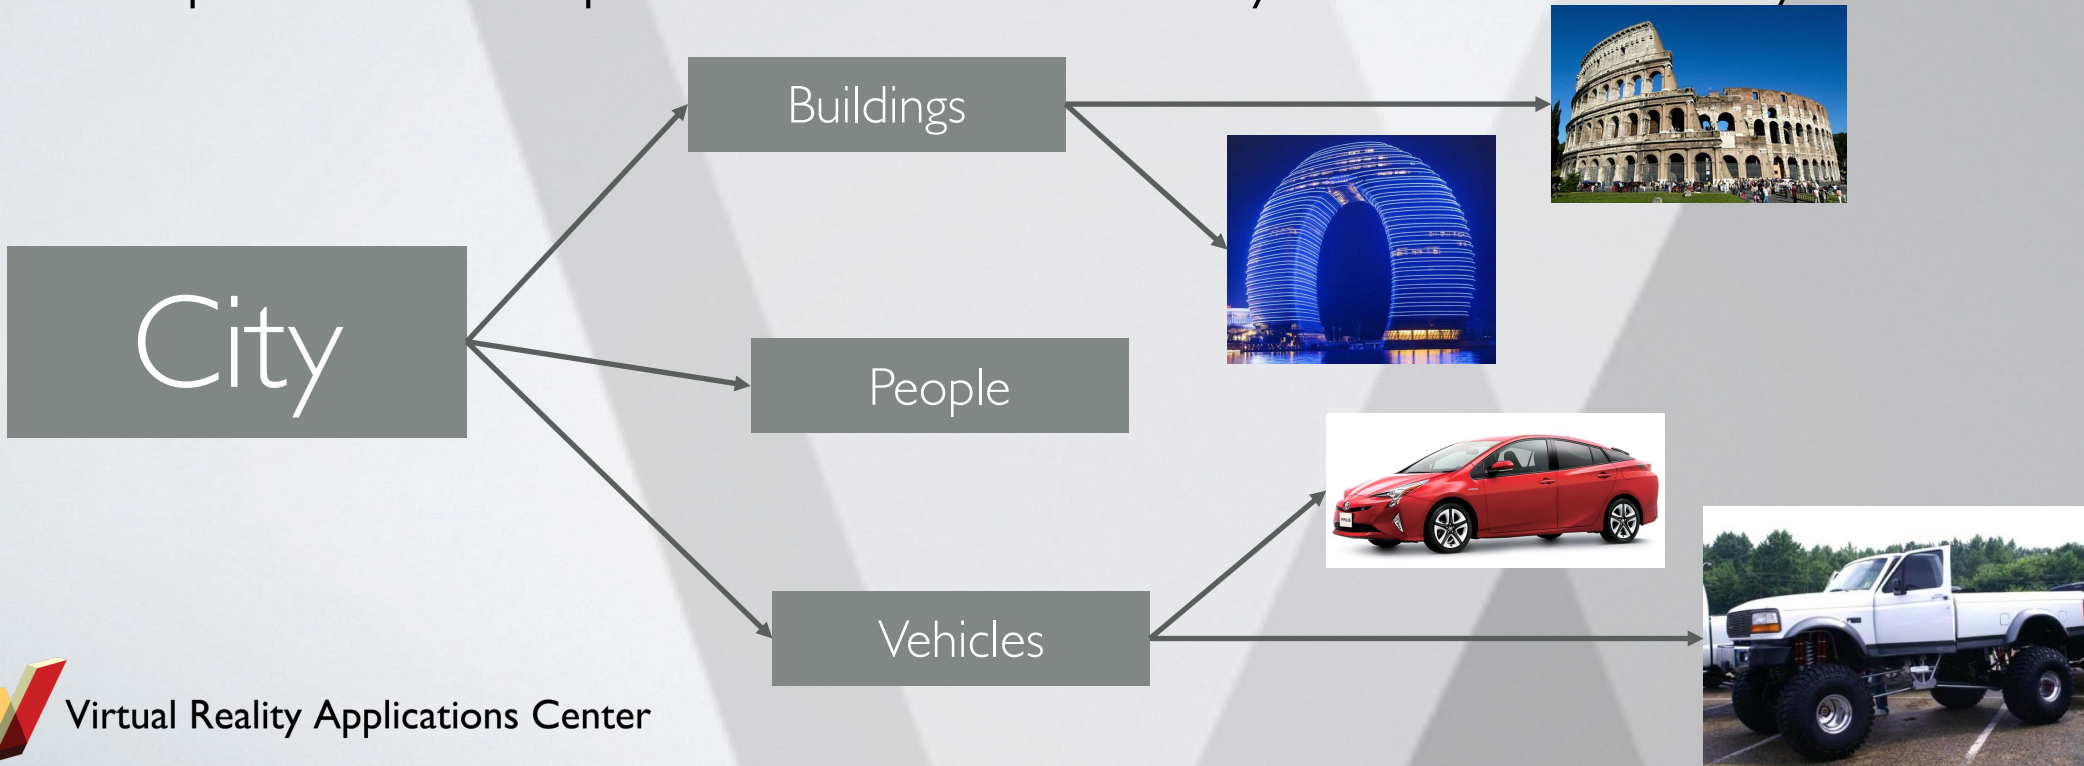 Buildings
City
People
Vehicles
Virtual Reality Applications Center